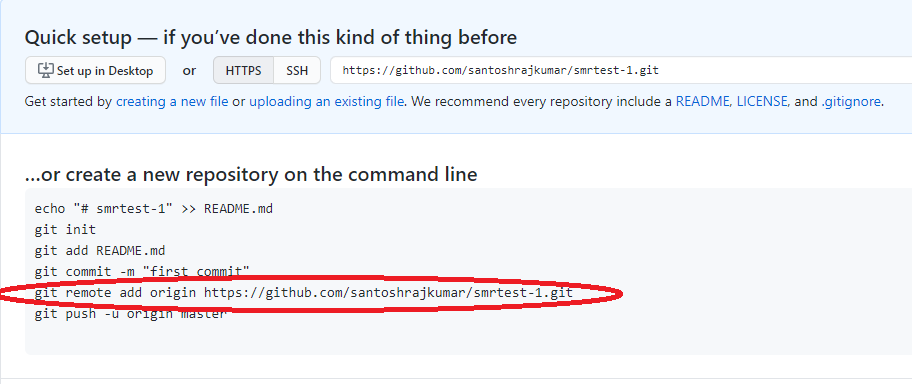 Quick setup — if you’ve done this kind of thing before
Set up in Desktop or HTTPS SSH https://github.com/santoshrajkumar/smrtest-1.git
Get started by creating a new file or uploading an existing file. We recommend every repository include a README, LICENSE, and .gitignore.
…or create a new repository on the command line
echo "# smrtest-1" >> README.md
git init
git add README.md
git commit -m "first commit"
git remote add origin https://github.com/santoshrajkumar/smrtest-1.git
git push -u origin master